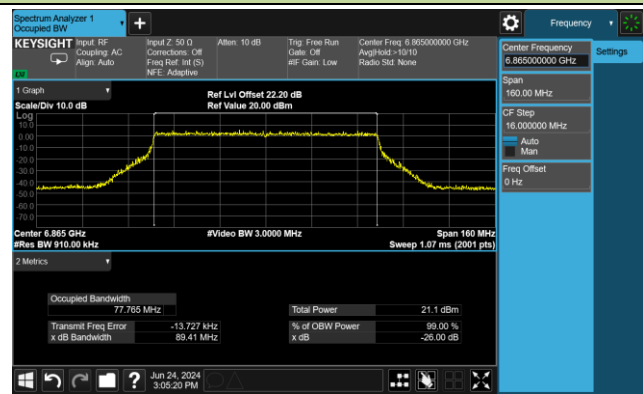 Spectrum Analyzer 1
Occupied BW
+
Frequency
KEYSIGHT
Input: RF
Coupling: AC
Align: Auto
Input Z: 50 Ω
Corrections: Off
Freq Ref: Int (S)
NFE: Adaptive
Atten: 10 dB
Trig: Free Run
Gate: Off
#IF Gain: Low
Center Freq: 6.865000000 GHz
Avg|Hold:>10/10
Radio Std: None
LXI
Center Frequency
6.865000000 GHz
Settings
Span
160.00 MHz
CF Step
16.000000 MHz
Auto
Man
Freq Offset
0 Hz
1 Graph
Scale/Div 10.0 dB
Ref Lvl Offset 22.20 dB
Ref Value 20.00 dBm
Log
10.0
0.00
-10.0
-20.0
-30.0
-40.0
-50.0
-60.0
-70.0
Center 6.865 GHz
#Video BW 3.0000 MHz
Span 160 MHz
#Res BW 910.00 kHz
Sweep 1.07 ms (2001 pts)
2 Metrics
Occupied Bandwidth
77.765 MHz
Total Power
21.1 dBm
Transmit Freq Error
-13.727 kHz
% of OBW Power
99.00 %
x dB Bandwidth
89.41 MHz
x dB
-26.00 dB
?
Jun 24, 2024
3:05:20 PM